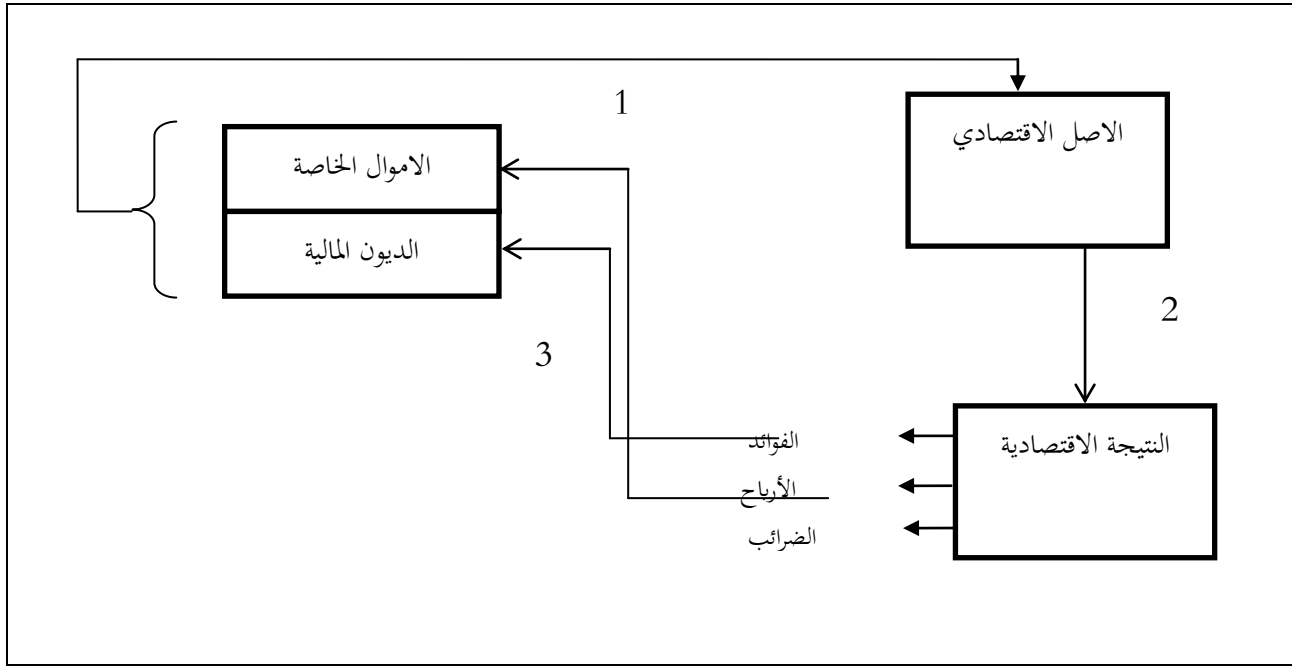 1
الاصل الاقتصادي
الاموال الخاصة
الديون المالية
2
3
النتيجة الاقتصادية
الفوائد
الأرباح
الضرائب